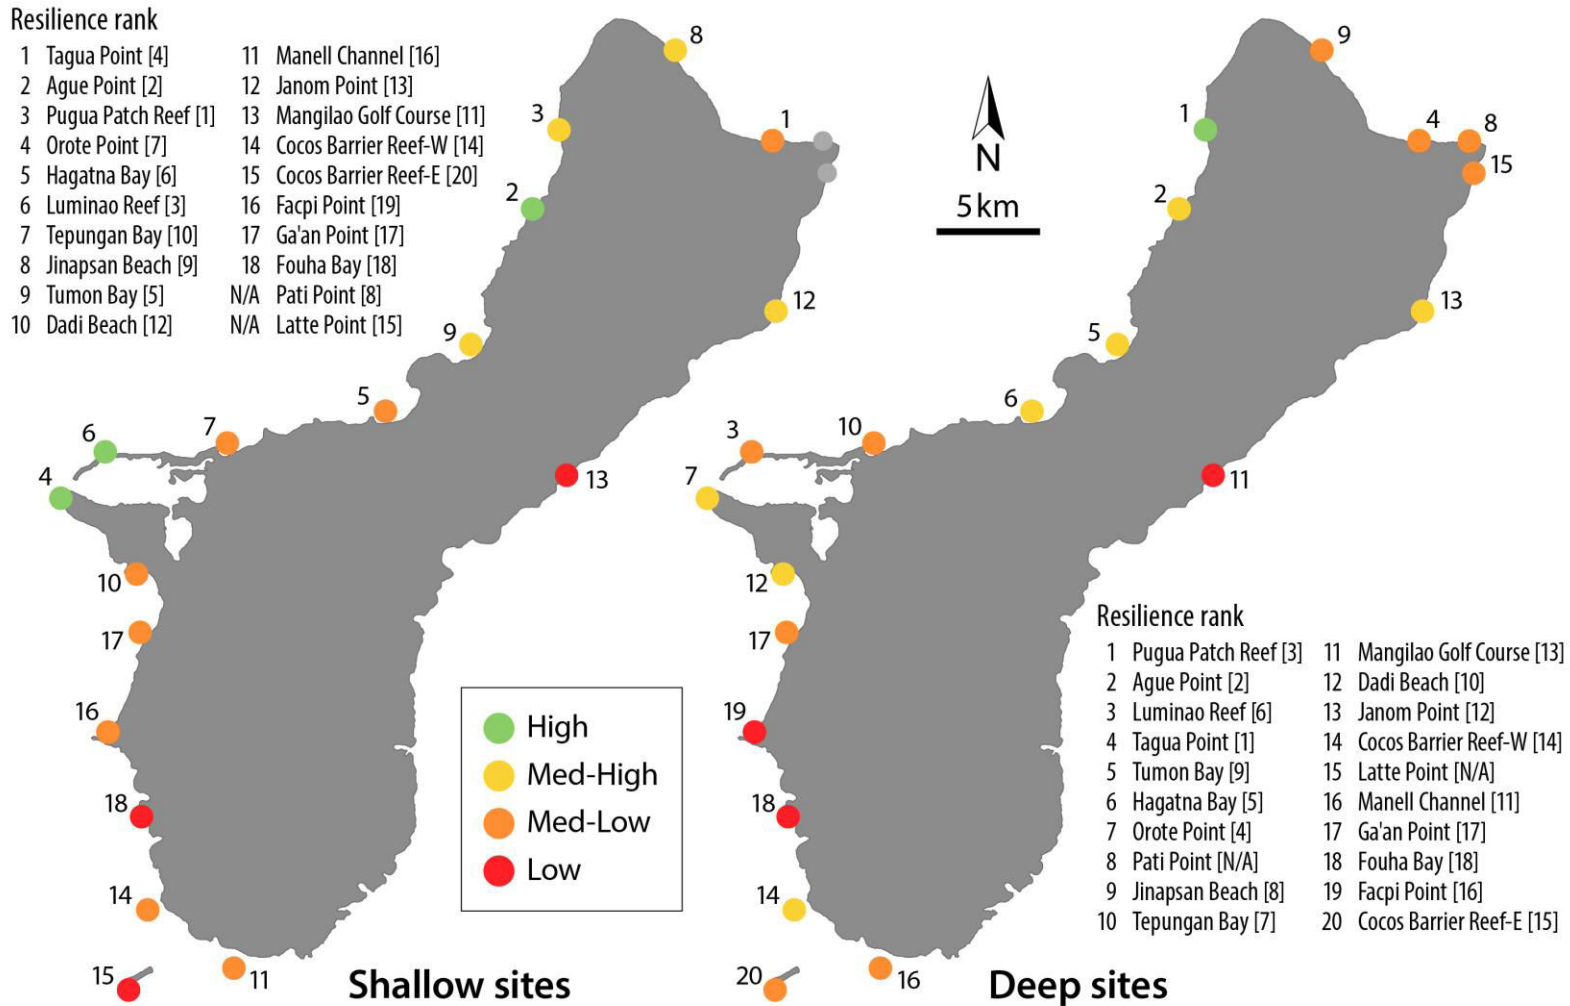 Resilience rank
1 Tagua Point [4]
2 Ague Point [2]
3 Pugua Patch Reef [1]
4 Orote Point [7]
5 Hagatna Bay [6]
6 Luminao Reef [3]
7 Tepungan Bay [10]
8 Jinapsan Beach [9]
9 Tumon Bay [5]
10 Dadi Beach [12]
11 Manell Channel [16]
12 Janom Point [13]
13 Mangilao Golf Course [11]
14 Cocos Barrier Reef-W [14]
15 Cocos Barrier Reef-E [20]
16 Facpi Point [19]
17 Ga'an Point [17]
18 Fouha Bay [18]
N/A Pati Point [8]
N/A Latte Point [15]
8
3
1
2
12
9
5
7
6
4
13
10
17
16
18
14
15
11
Shallow sites
N
5 km
High
Med-High
Med-Low
Low
9
1
4
8
15
2
13
5
6
10
3
7
11
12
17
19
18
14
20
16
Deep sites
Resilience rank
1 Pugua Patch Reef [3]
2 Ague Point [2]
3 Luminao Reef [6]
4 Tagua Point [1]
5 Tumon Bay [9]
6 Hagatna Bay [5]
7 Orote Point [4]
8 Pati Point [N/A]
9 Jinapsan Beach [8]
10 Tepungan Bay [7]
11 Mangilao Golf Course [13]
12 Dadi Beach [10]
13 Janom Point [12]
14 Cocos Barrier Reef-W [14]
15 Latte Point [N/A]
16 Manell Channel [11]
17 Ga'an Point [17]
18 Fouha Bay [18]
19 Facpi Point [16]
20 Cocos Barrier Reef-E [15]